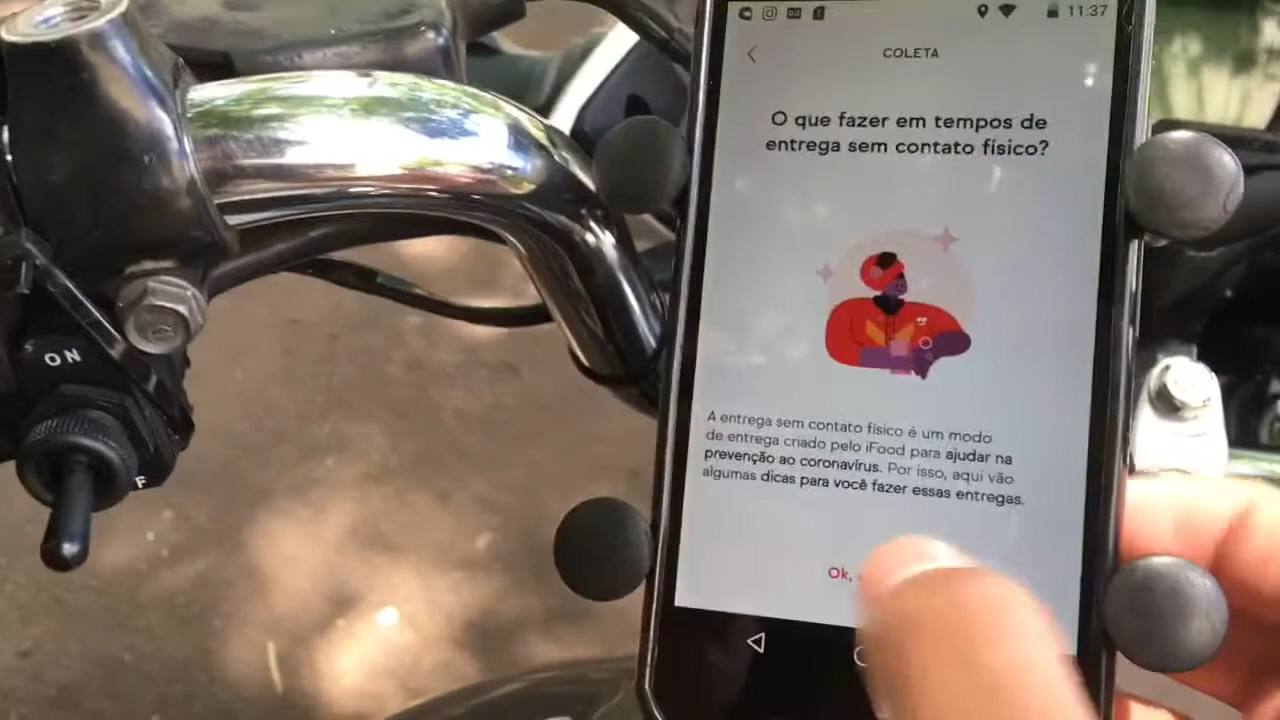 11:37
COLETA
O que fazer em tempos de
entrega sem contato físico?
A entrega sem contato físico é um modo
de entrega criado pelo iFood para ajudar na
prevenção ao coronavírus. Por isso, aqui vão
algumas dicas para você fazer essas entregas.
Ok,
ON
F